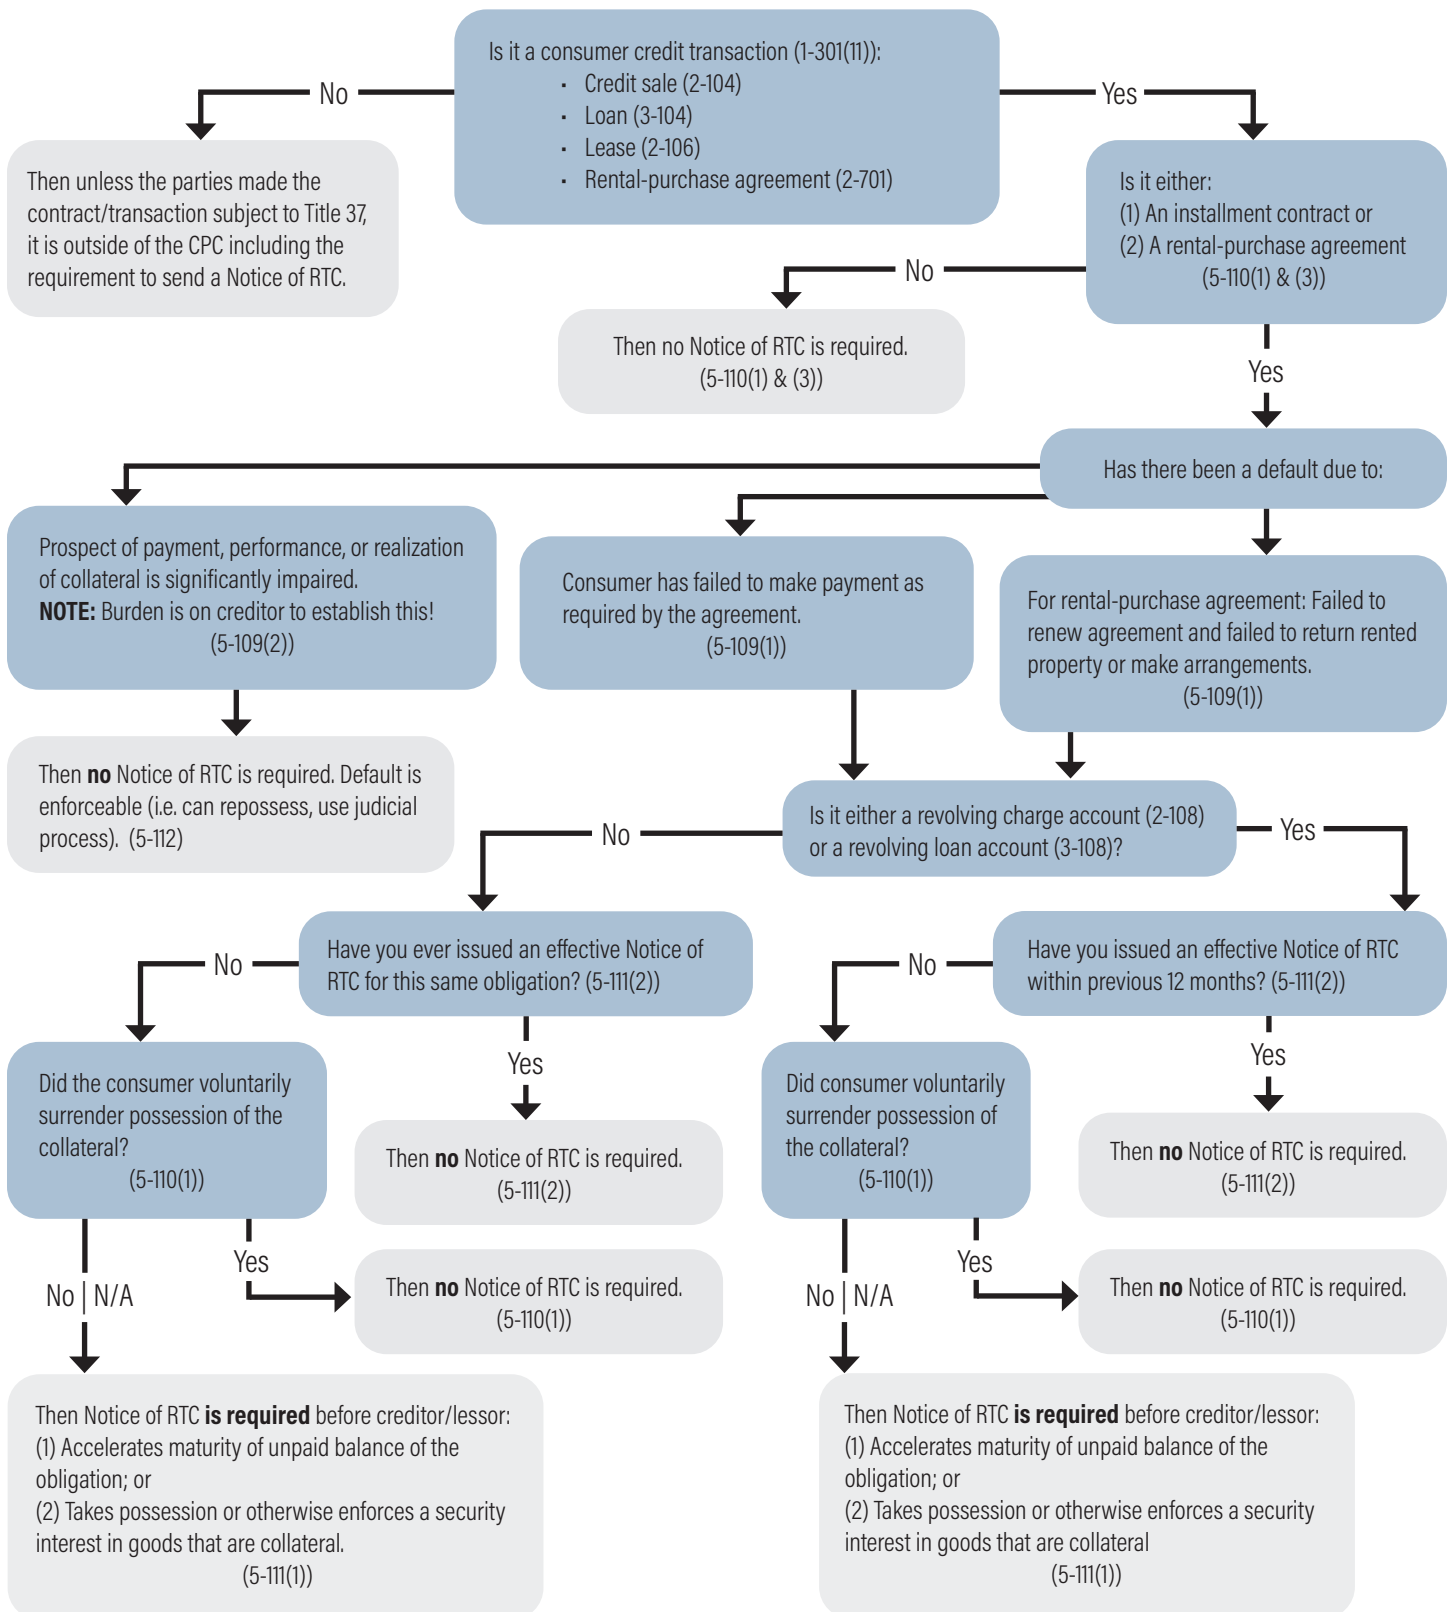 Is it a consumer credit transaction (1-301(11)):
· Credit sale (2-104)
· Loan (3-104)
· Lease (2-106)
· Rental-purchase agreement (2-701)
No
Yes
Then unless the parties made the
contract/transaction subject to Title 37,
it is outside of the CPC including the
requirement to send a Notice of RTC.
Is it either:
(1) An installment contract or
(2) A rental-purchase agreement
(5-110(1) & (3))
No
Then no Notice of RTC is required.
(5-110(1) & (3))
Yes
Has there been a default due to:
Prospect of payment, performance, or realization
of collateral is significantly impaired.
NOTE: Burden is on creditor to establish this!
(5-109(2))
Consumer has failed to make payment as
required by the agreement.
(5-109(1))
For rental-purchase agreement: Failed to
renew agreement and failed to return rented
property or make arrangements.
(5-109(1))
Then no Notice of RTC is required. Default is
enforceable (i.e. can repossess, use judicial
process). (5-112)
Is it either a revolving charge account (2-108)
or a revolving loan account (3-108)?
No
Yes
Have you ever issued an effective Notice of
RTC for this same obligation? (5-111(2))
No
Yes
Have you issued an effective Notice of RTC
within previous 12 months? (5-111(2))
No
Yes
Did the consumer voluntarily
surrender possession of the
collateral?
(5-110(1))
Then no Notice of RTC is required.
(5-111(2))
Did consumer voluntarily
surrender possession of
the collateral?
(5-110(1))
Then no Notice of RTC is required.
(5-111(2))
No | N/A
Yes
Then no Notice of RTC is required.
(5-110(1))
No | N/A
Yes
Then no Notice of RTC is required.
(5-110(1))
Then Notice of RTC is required before creditor/lessor:
(1) Accelerates maturity of unpaid balance of the
obligation; or
(2) Takes possession or otherwise enforces a security
interest in goods that are collateral.
(5-111(1))
Then Notice of RTC is required before creditor/lessor:
(1) Accelerates maturity of unpaid balance of the
obligation; or
(2) Takes possession or otherwise enforces a security
interest in goods that are collateral
(5-111(1))